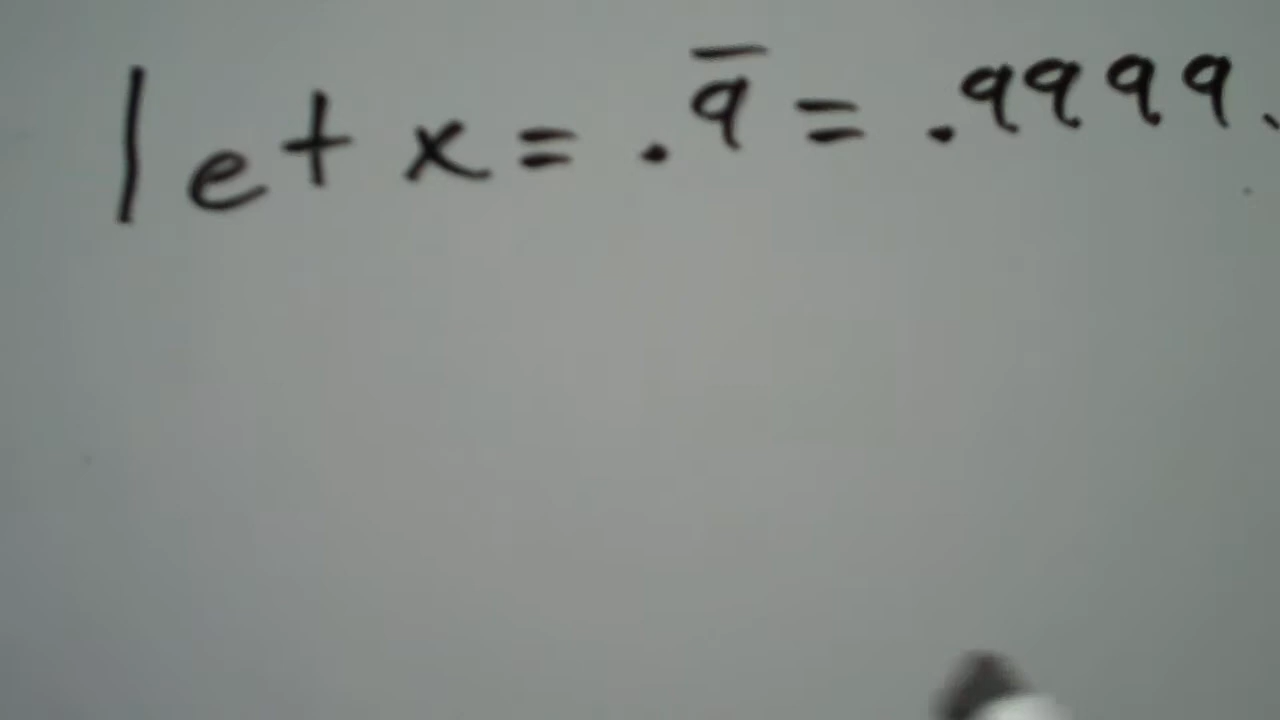 let x = .9̅ = .9999.